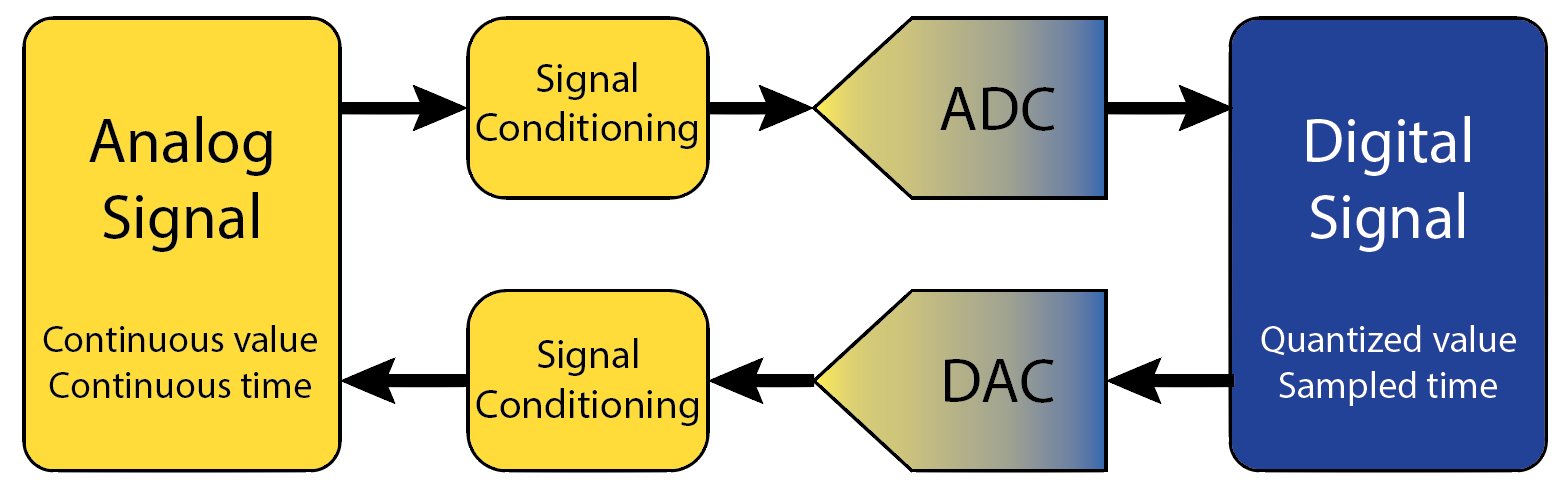 Analog
Signal
Continuous value
Continuous time
Signal
Conditioning
ADC
Signal
Conditioning
DAC
Digital
Signal
Quantized value
Sampled time